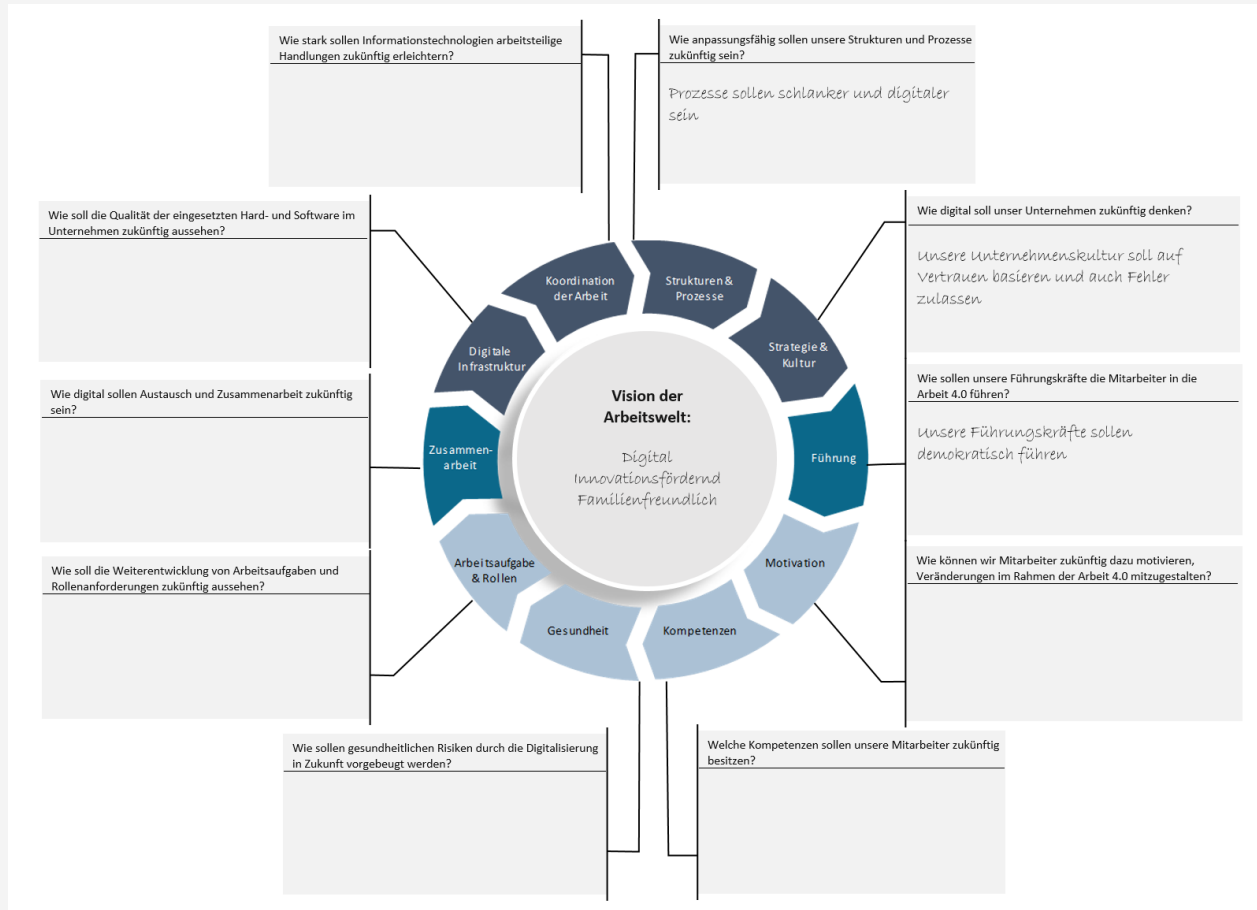 Wie stark sollen Informationstechnologien arbeitsteilige
Handlungen zukünftig erleichtern?
Wie anpassungsfähig sollen unsere Strukturen und Prozesse
zukünftig sein?
Prozesse sollen schlanker und digitaler
sein
Wie digital soll unser Unternehmen zukünftig denken?
Unsere Unternehmenskultur soll auf
Vertrauen basieren und auch Fehler
zulassen
Wie sollen unsere Führungskräfte die Mitarbeiter in die
Arbeit 4.0 führen?
Unsere Führungskräfte sollen
demokratisch führen
Wie können wir Mitarbeiter zukünftig dazu motivieren,
Veränderungen im Rahmen der Arbeit 4.0 mitzugestalten?
Welche Kompetenzen sollen unsere Mitarbeiter zukünftig
besitzen?
Wie sollen gesundheitlichen Risiken durch die Digitalisierung
in Zukunft vorgebeugt werden?
Wie soll die Weiterentwicklung von Arbeitsaufgaben und
Rollenanforderungen zukünftig aussehen?
Wie digital sollen Austausch und Zusammenarbeit zukünftig
sein?
Wie soll die Qualität der eingesetzten Hard- und Software im
Unternehmen zukünftig aussehen?
Koordination
der Arbeit
Strukturen &
Prozesse
Strategie &
Kultur
Führung
Motivation
Kompetenzen
Gesundheit
Arbeitsaufgabe
& Rollen
Zusammen-
arbeit
Digitale
Infrastruktur
Vision der
Arbeitswelt:
Digital
Innovationsfördernd
Familienfreundlich